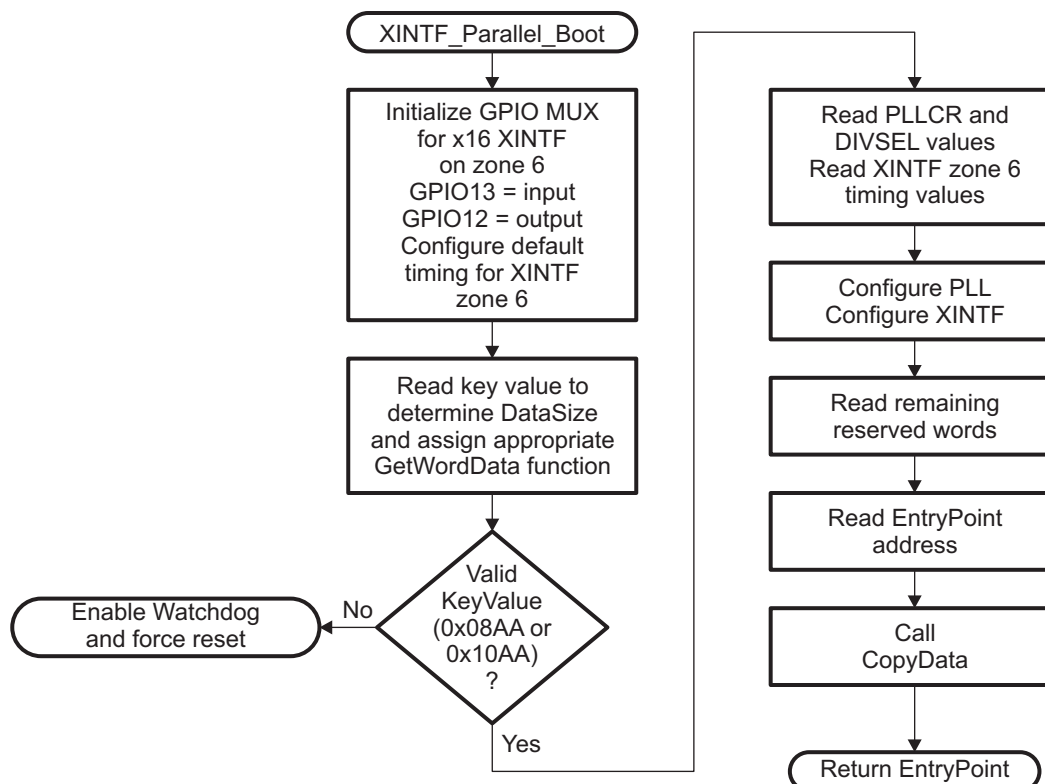 XINTF_Parallel_Boot
Initialize GPIO MUX
for x16 XINTF
on zone 6
GPIO13 = input
GPIO12 = output
Configure default
timing for XINTF
zone 6
Read key value to
determine DataSize
and assign appropriate
GetWordData function
Valid
KeyValue
(0x08AA or
0x10AA)
?
No
Enable Watchdog
and force reset
Yes
Read PLLCR and
DIVSEL values
Read XINTF zone 6
timing values
Configure PLL
Configure XINTF
Read remaining
reserved words
Read EntryPoint
address
Call
CopyData
Return EntryPoint